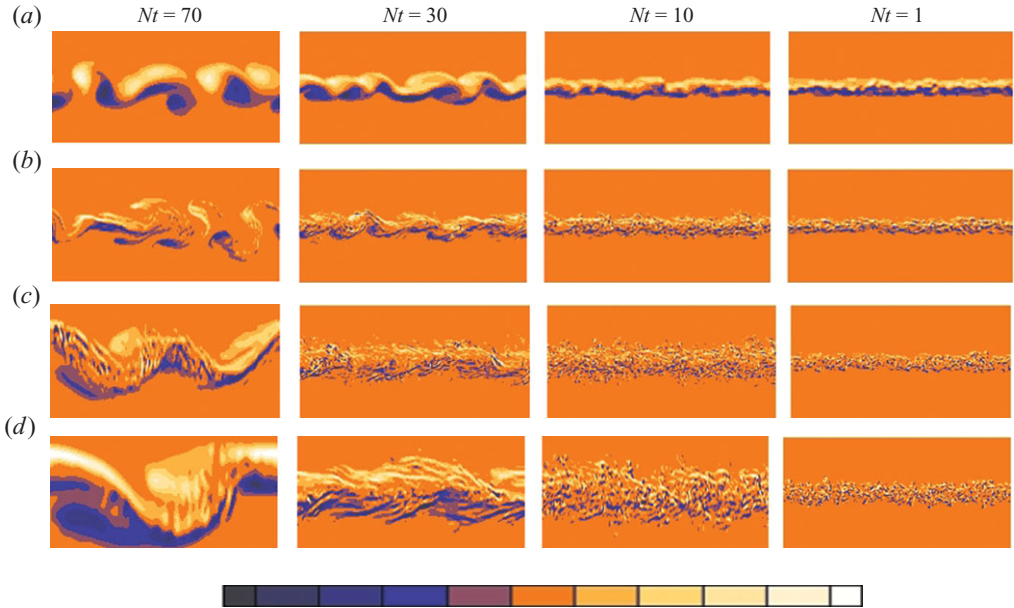 (a) Nt = 70 Nt = 30 Nt = 10 Nt = 1
(b)
(c)
(d)